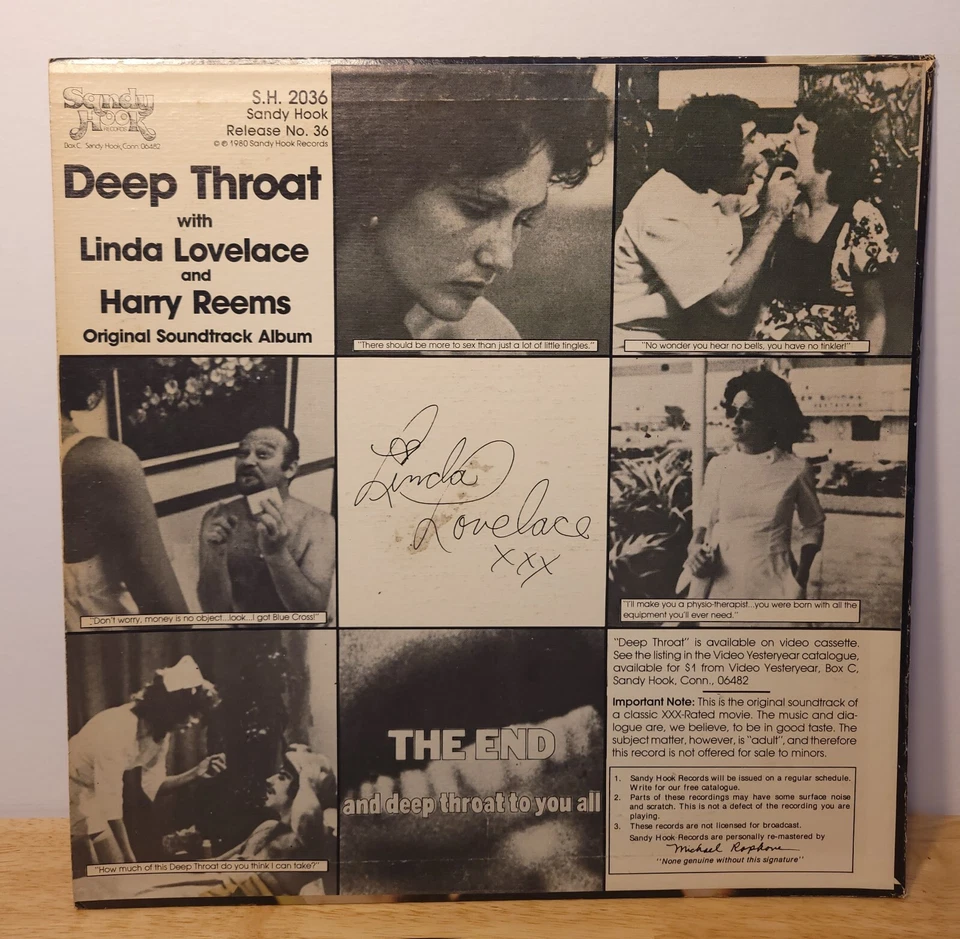 Sandy
Hook
RECORDS
Box C, Sandy Hook, Conn. 06482
S.H. 2036
Sandy Hook
Release No. 36
© ℗ 1980 Sandy Hook Records
Deep Throat
with
Linda Lovelace
and
Harry Reems
Original Soundtrack Album
"There should be more to sex than just a lot of little tingles."
"No wonder you hear no bells, you have no tinkler!"
"Don't worry, money is no object...look...I got Blue Cross!"
Linda
Lovelace
xxx
"I'll make you a physio-therapist...you were born with all the
equipment you'll ever need."
"How much of this Deep Throat do you think I can take?"
THE END
and deep throat to you all
"Deep Throat" is available on video cassette.
See the listing in the Video Yesteryear catalogue,
available for $1 from Video Yesteryear, Box C,
Sandy Hook, Conn., 06482
Important Note: This is the original soundtrack of
a classic XXX-Rated movie. The music and dia-
logue are, we believe, to be in good taste. The
subject matter, however, is "adult", and therefore
this record is not offered for sale to minors.
1. Sandy Hook Records will be issued on a regular schedule.
Write for our free catalogue.
2. Parts of these recordings may have some surface noise
and scratch. This is not a defect of the recording you are
playing.
3. These records are not licensed for broadcast.
Sandy Hook Records are personally re-mastered by
Michael Raphone
"None genuine without this signature"